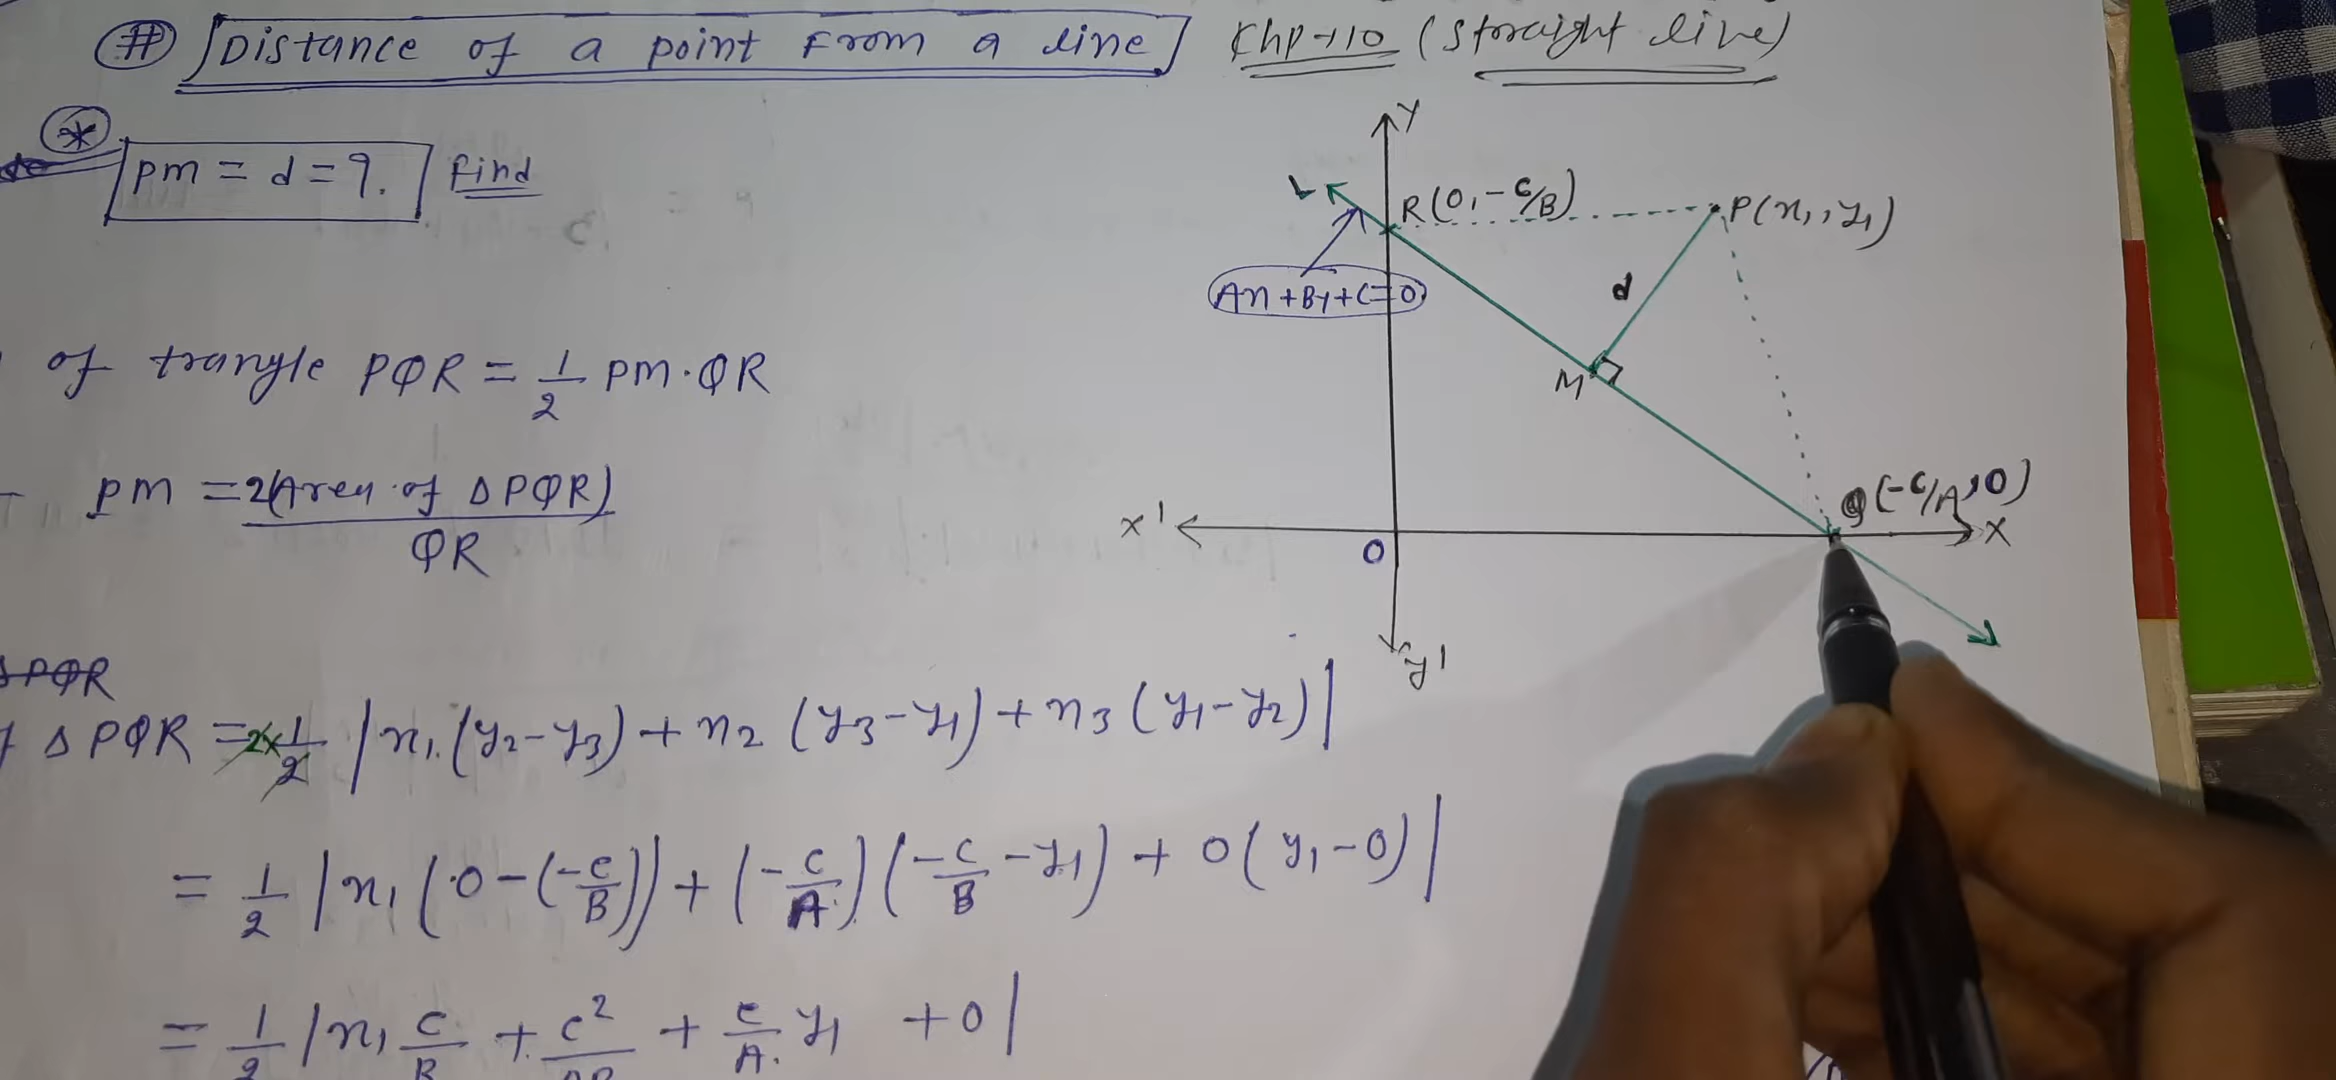 # Distance of a point from a line Chp→10 (Straight line)
* pm = d = ?. find
Y
L
R(0, -C/B)
P(x₁, y₁)
Ax + By + C = 0
d
M
Q(-C/A, 0)
X' O X
y'
of trangle PQR = 1/2 PM·QR
PM = 2(Area of ΔPQR)/QR
ΔPQR
Δ PQR = 2×1/2 |x₁(y₂-y₃) + x₂(y₃-y₁) + x₃(y₁-y₂)|
= 1/2 |x₁(0-(-C/B)) + (-C/A)(-C/B - y₁) + 0(y₁-0)|
= 1/2 |x₁ C/B + C²/AB + C/A. y₁ + 0|